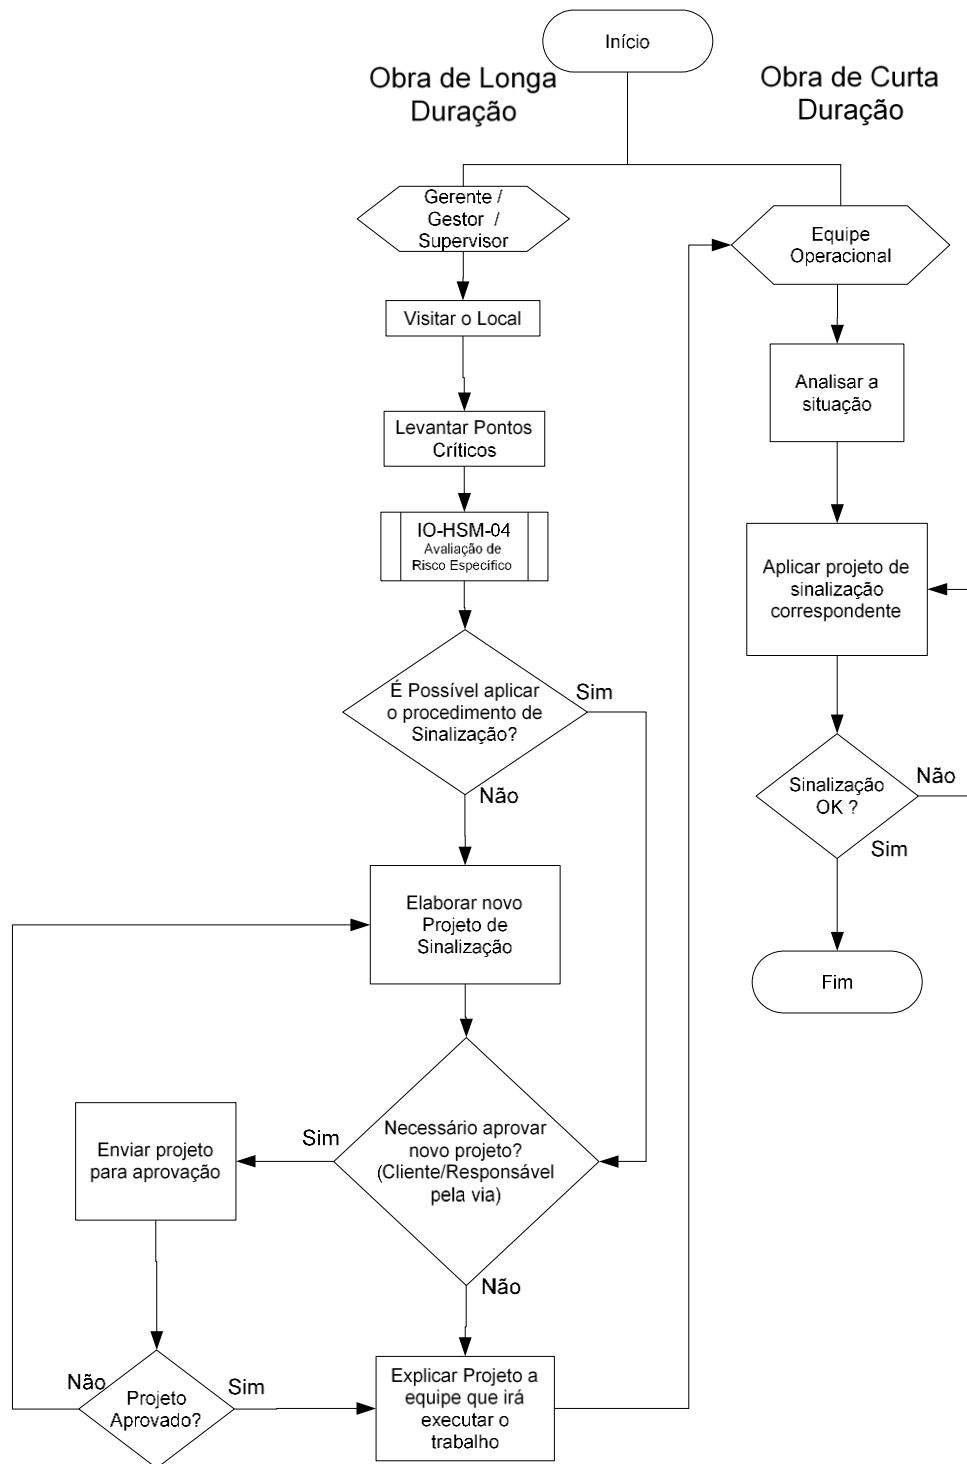 Início
Obra de Longa
Duração
Obra de Curta
Duração
Gerente /
Gestor /
Supervisor
Equipe
Operacional
Visitar o Local
Analisar a
situação
Levantar Pontos
Críticos
IO-HSM-04
Avaliação de
Risco Específico
Aplicar projeto de
sinalização
correspondente
É Possível aplicar
o procedimento de
Sinalização?
Sim
Não
Sinalização
OK ?
Não
Sim
Elaborar novo
Projeto de
Sinalização
Fim
Necessário aprovar
novo projeto?
(Cliente/Responsável
pela via)
Sim
Não
Enviar projeto
para aprovação
Projeto
Aprovado?
Não
Sim
Explicar Projeto a
equipe que irá
executar o
trabalho